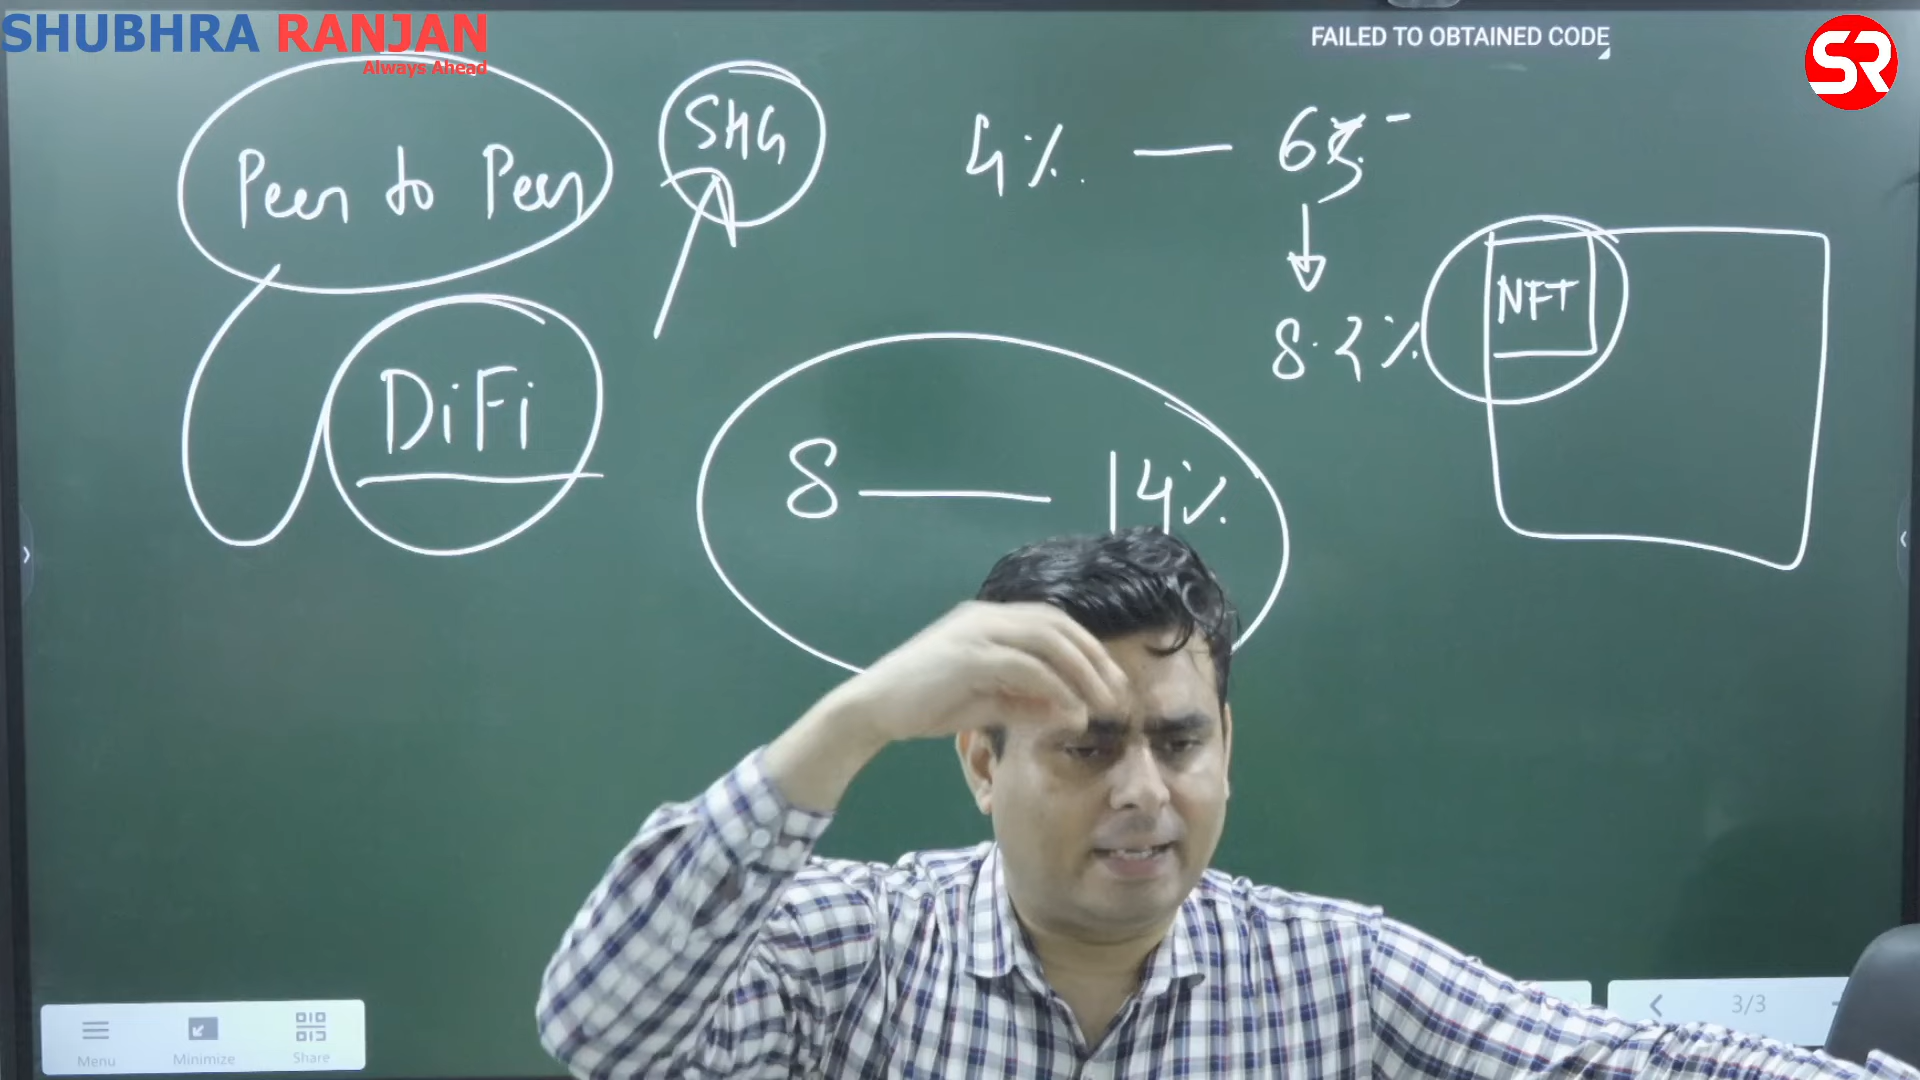 SHUBHRA RANJAN
Always Ahead
FAILED TO OBTAINED CODE
SR
Peer to Peer
SHG
4% — 6
8.2%
NFT
DiFi
8 — 14%
Menu
Minimize
Share
3/3